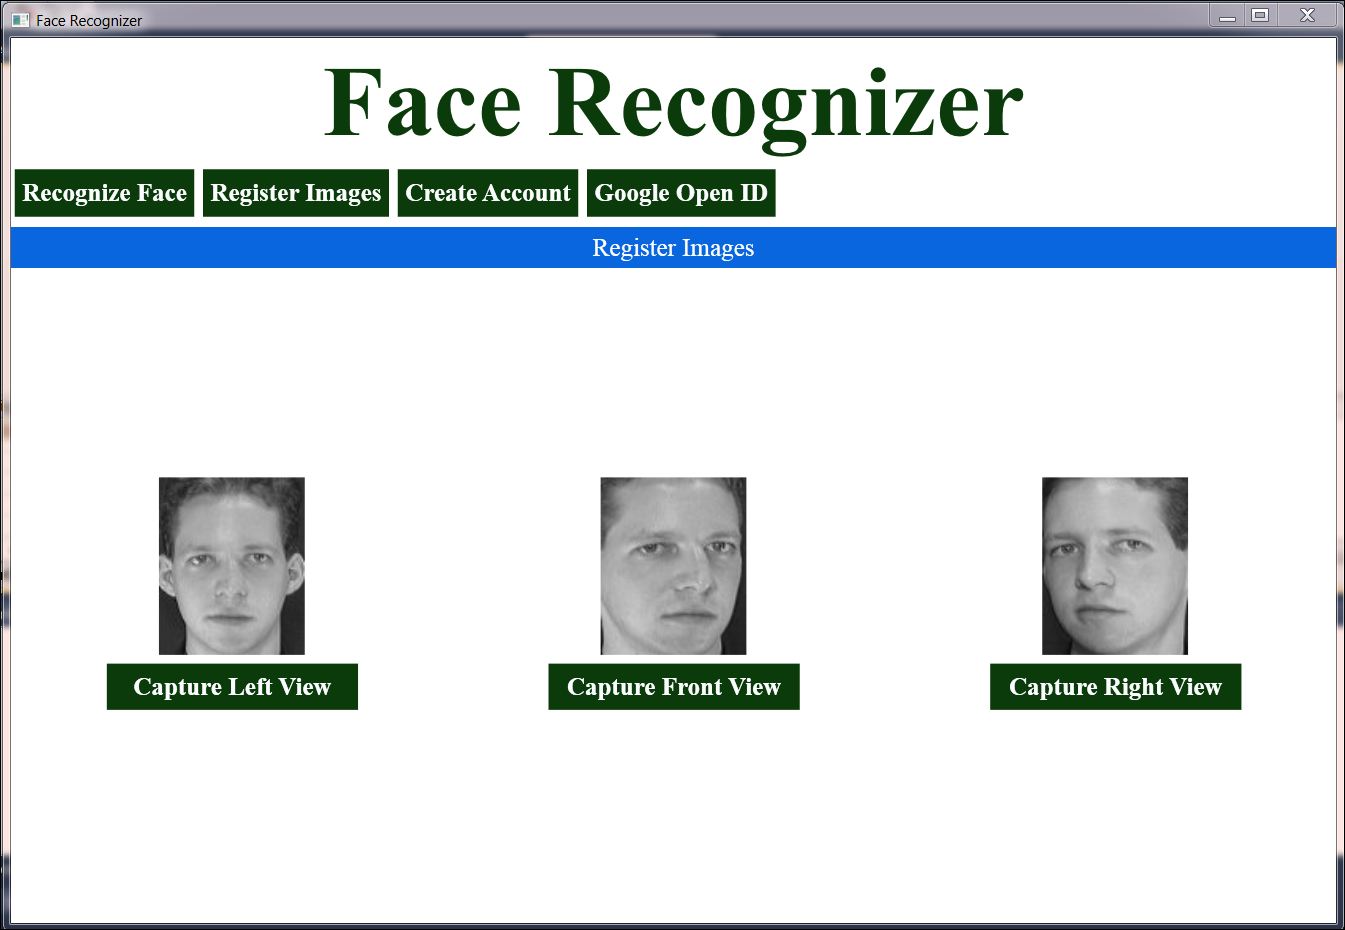 Face Recognizer
Face Recognizer
Recognize Face Register Images Create Account Google Open ID
Register Images
Capture Left View Capture Front View Capture Right View